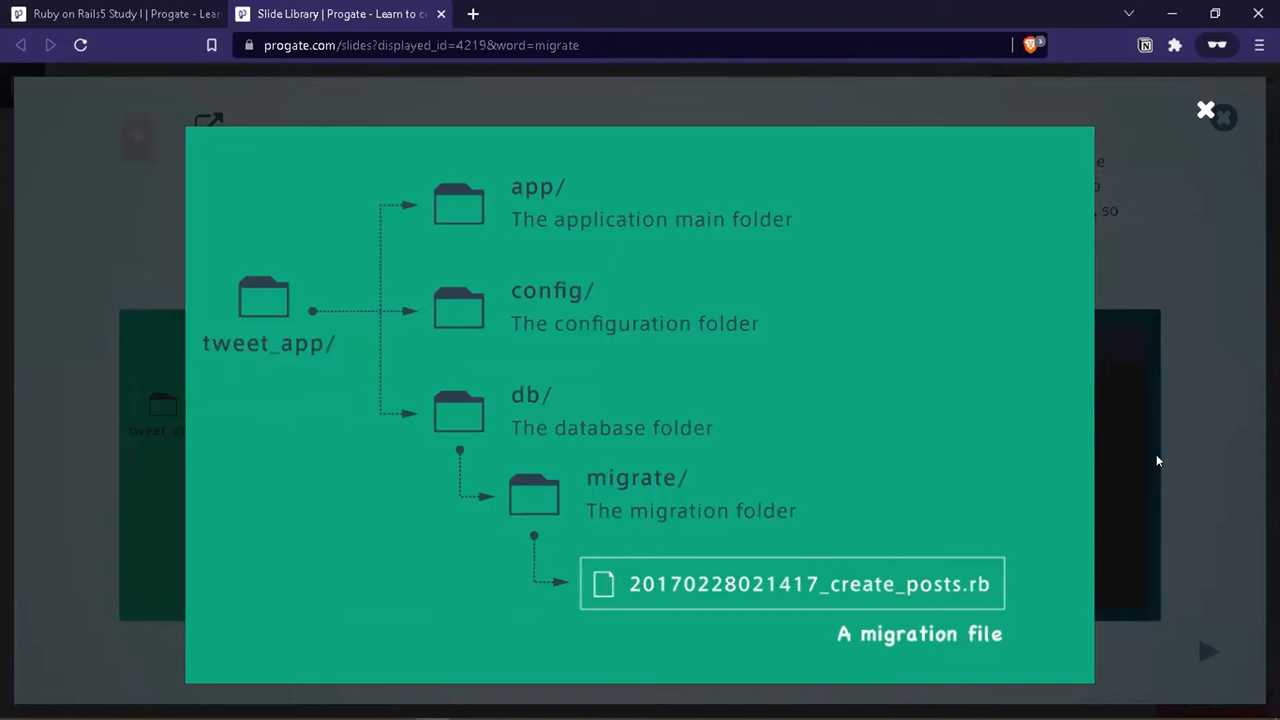 Ruby on Rails5 Study I | Progate - Lear
Slide Library | Progate - Learn to c
progate.com/slides?displayed_id=4219&word=migrate
app/
The application main folder
config/
The configuration folder
tweet_app/
db/
The database folder
migrate/
The migration folder
20170228021417_create_posts.rb
A migration file
so